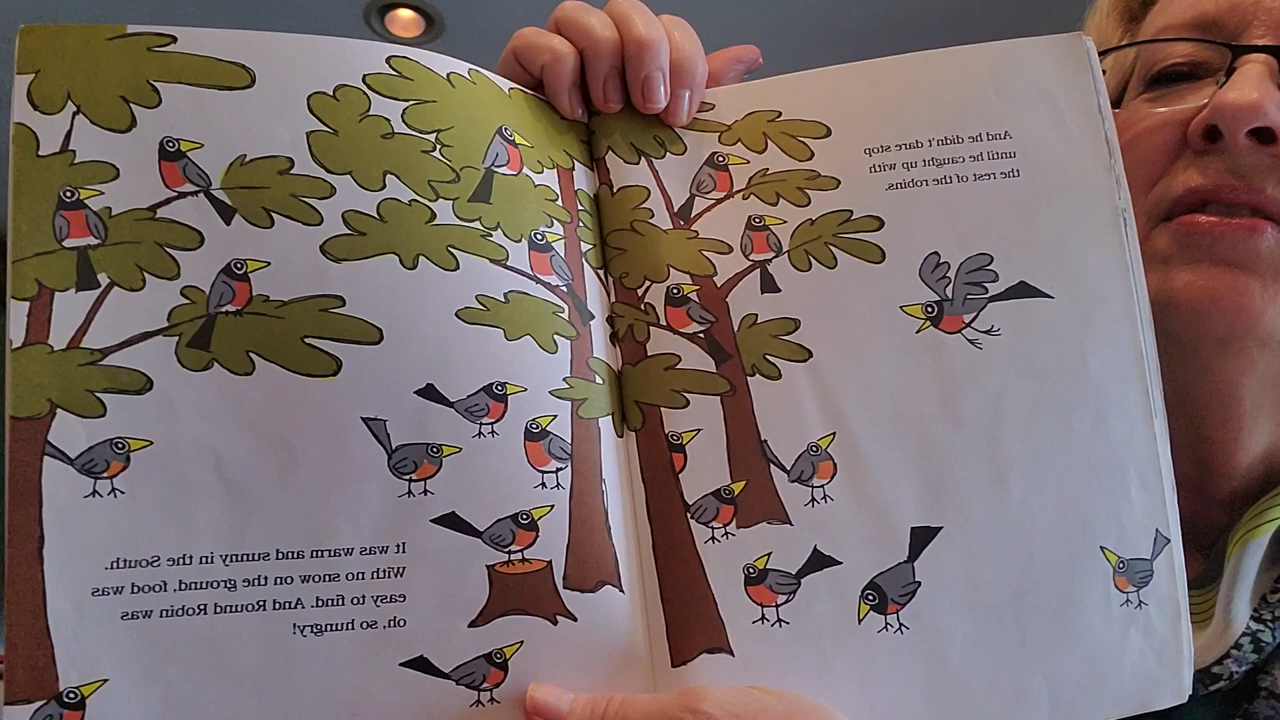 And he didn't dare stop
until he caught up with
the rest of the robins.
It was warm and sunny in the South.
With no snow on the ground, food was
easy to find. And Round Robin was
oh, so hungry!